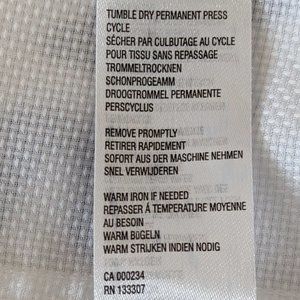 TUMBLE DRY PERMANENT PRESS
CYCLE
SÉCHER PAR CULBUTAGE AU CYCLE
POUR TISSU SANS REPASSAGE
TROMMELTROCKNEN
SCHONPROGEAMM
DROOGTROMMEL PERMANENTE
PERSCYCLUS
REMOVE PROMPTLY
RETIRER RAPIDEMENT
SOFORT AUS DER MASCHINE NEHMEN
SNEL VERWIJDEREN
WARM IRON IF NEEDED
REPASSER Á TEMPERATURE MOYENNE
AU BESOIN
WARM BüGELN
WARM STRIJKEN INDIEN NODIG
CA 000234
RN 133307